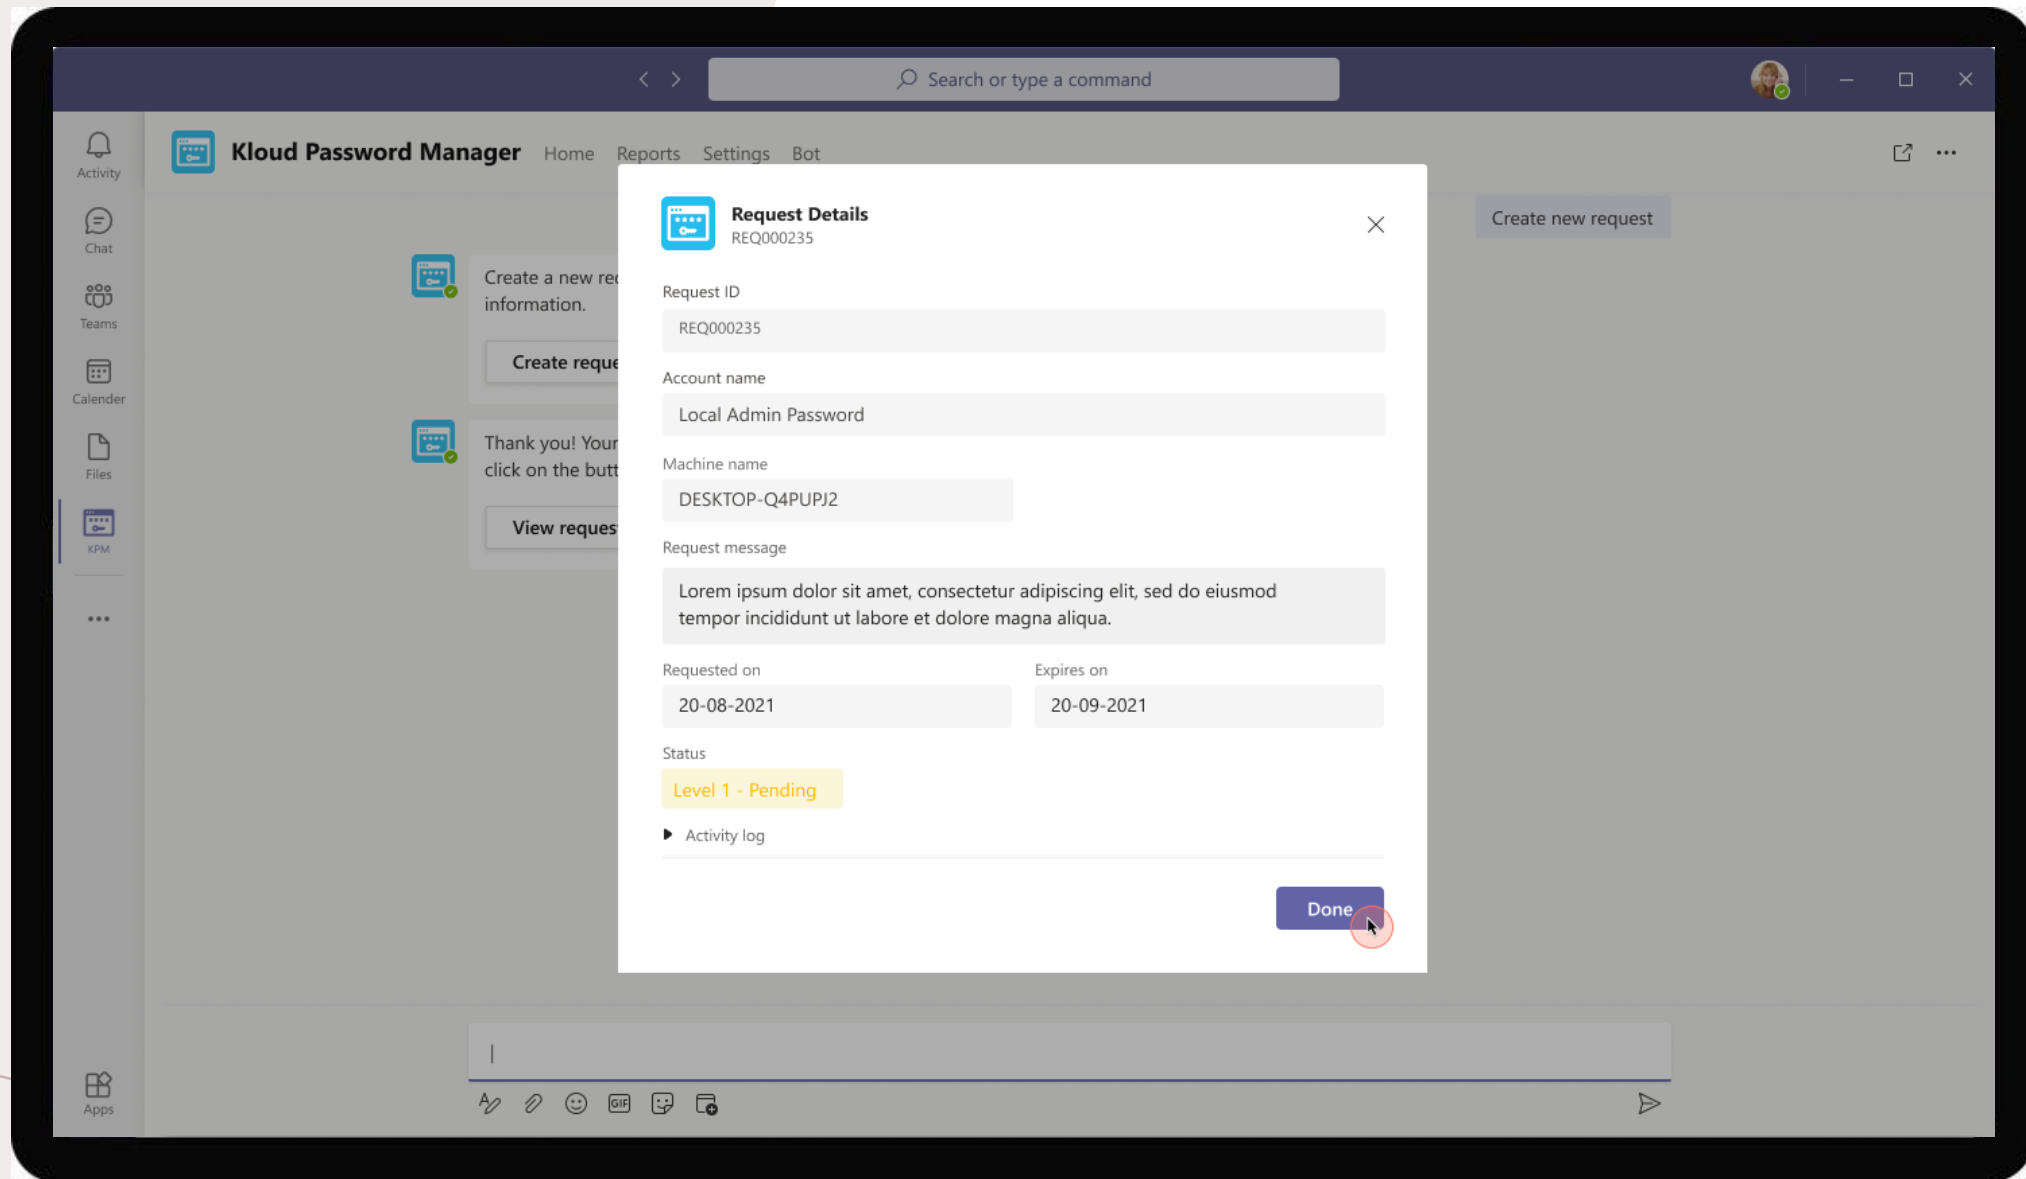 Search or type a command
Activity
Chat
Teams
Calender
Files
KPM
Apps
Kloud Password Manager Home Reports Settings Bot
Create new request
Create a new
information.
Create
Thank you! Your
click on the
View
Request Details
REQ000235
Request ID
REQ000235
Account name
Local Admin Password
Machine name
DESKTOP-Q4PUPJ2
Request message
Lorem ipsum dolor sit amet, consectetur adipiscing elit, sed do eiusmod
tempor incididunt ut labore et dolore magna aliqua.
Requested on Expires on
20-08-2021 20-09-2021
Status
Level 1 - Pending
Activity log
Done
GIF